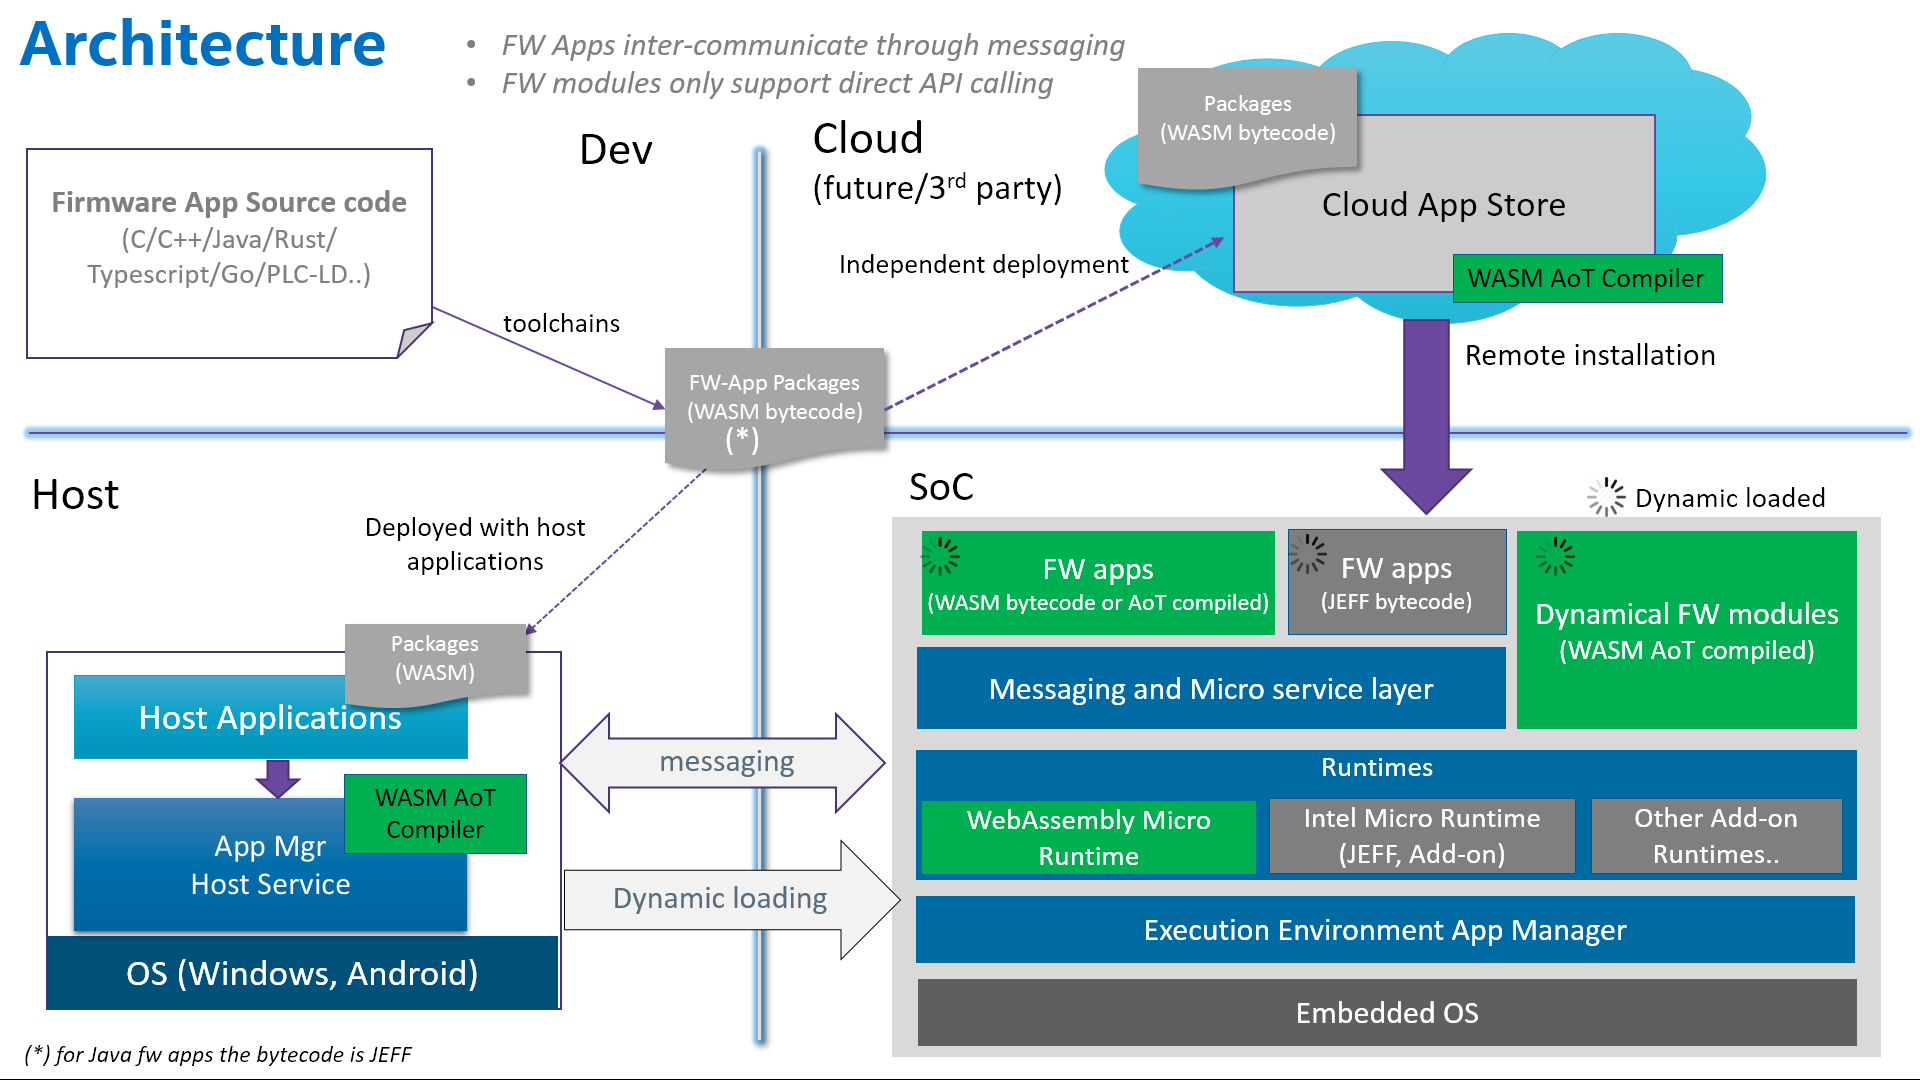 Architecture
• FW Apps inter-communicate through messaging
• FW modules only support direct API calling
Dev
Cloud
(future/3rd party)
Packages
(WASM bytecode)
Cloud App Store
WASM AoT Compiler
Firmware App Source code
(C/C++/Java/Rust/
Typescript/Go/PLC-LD..)
toolchains
Independent deployment
FW-App Packages
(WASM bytecode)
(*)
Remote installation
Host
Deployed with host
applications
Packages
(WASM)
Host Applications
WASM AoT
Compiler
App Mgr
Host Service
OS (Windows, Android)
messaging
Dynamic loading
SoC
Dynamic loaded
FW apps
(WASM bytecode or AoT compiled)
FW apps
(JEFF bytecode)
Dynamical FW modules
(WASM AoT compiled)
Messaging and Micro service layer
Runtimes
WebAssembly Micro
Runtime
Intel Micro Runtime
(JEFF, Add-on)
Other Add-on
Runtimes..
Execution Environment App Manager
Embedded OS
(*) for Java fw apps the bytecode is JEFF